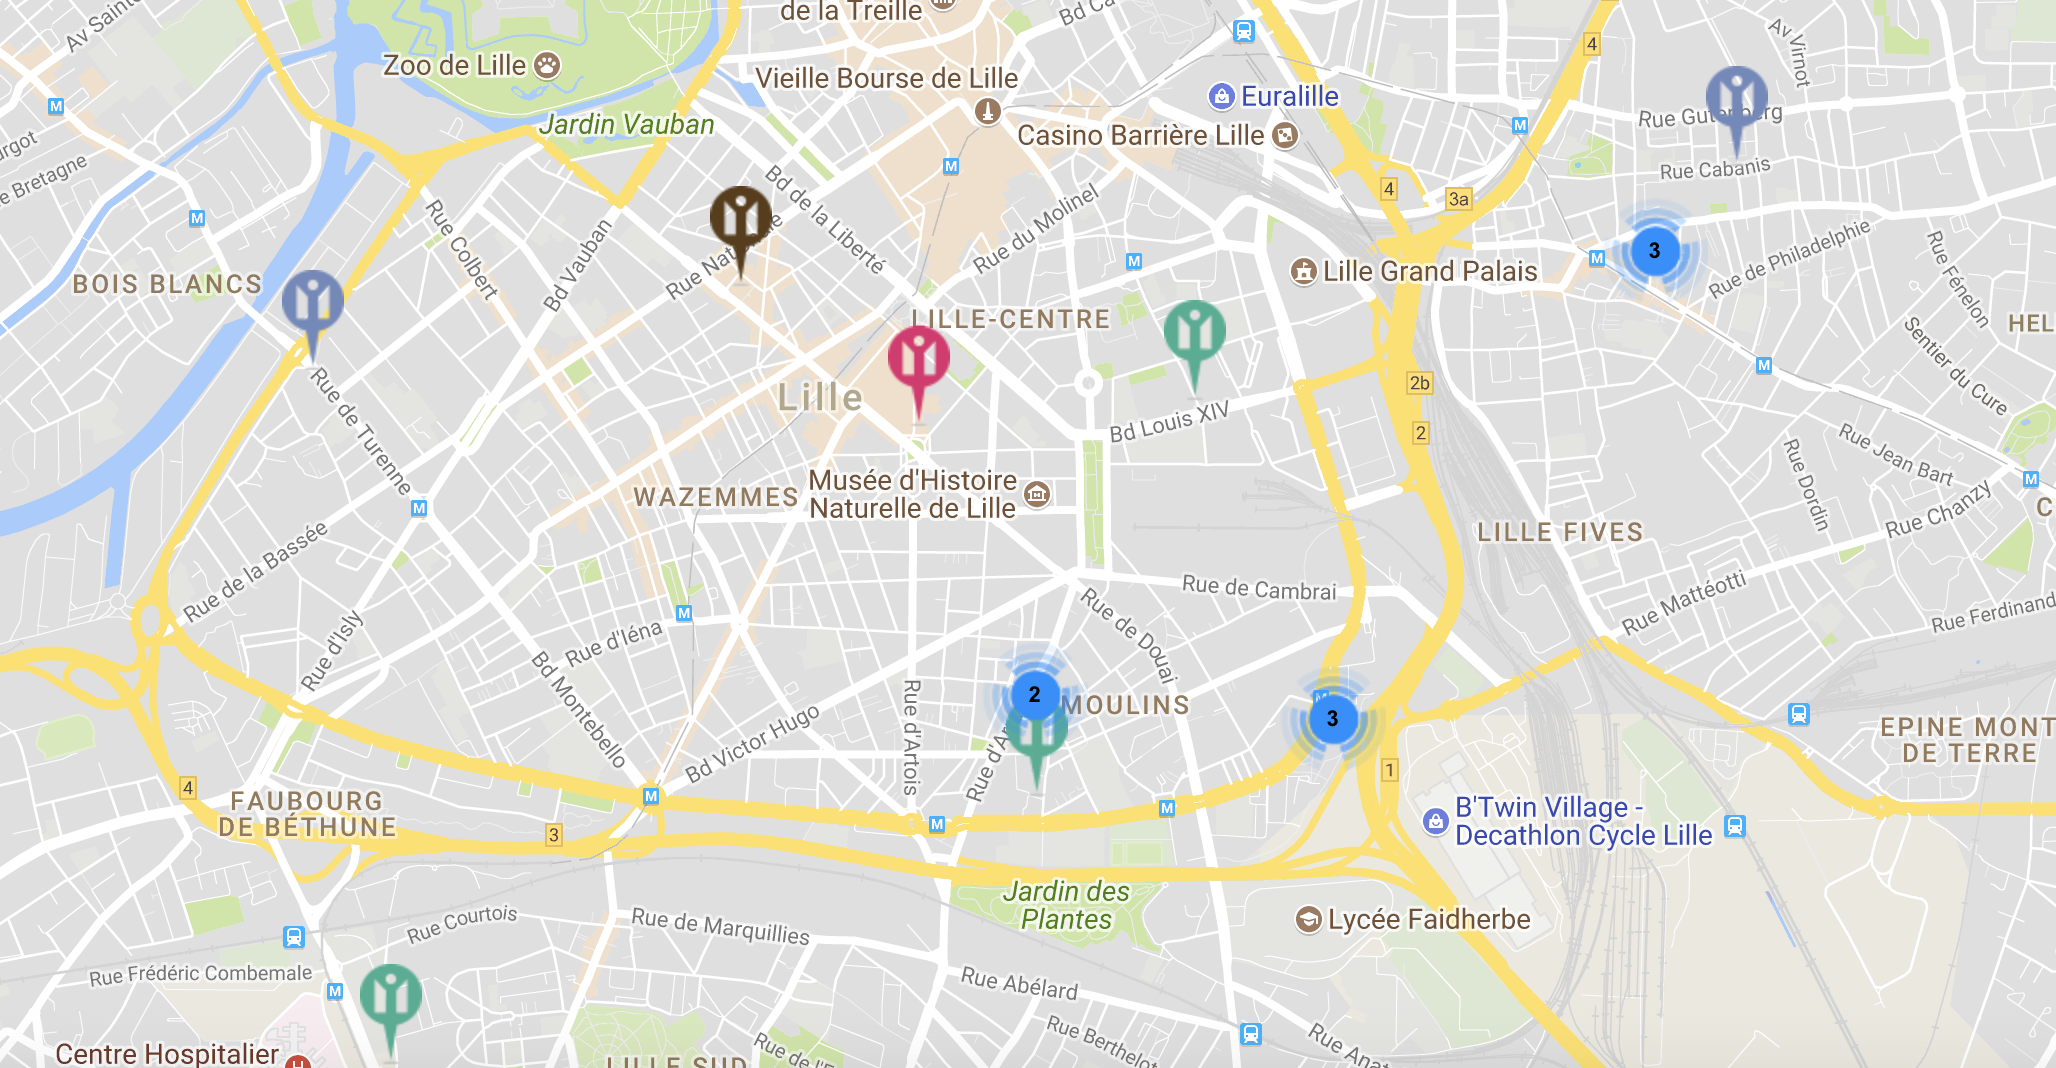 Av Sainte
de la Treille
Bd Ca
4
Av Virnot
Zoo de Lille
Vieille Bourse de Lille
Euralille
M
Jardin Vauban
Casino Barrière Lille
M
Rue Gutenberg
urgot
e Bretagne
M
Rue Cabanis
Bd de la Liberté
4
3a
M
Rue Colbert
Bd Vauban
Rue Nationale
Rue du Molinel
3
Rue de Philadelphie
Rue Fénelon
BOIS BLANCS
M
Lille Grand Palais
M
LILLE-CENTRE
HEL
Sentier du Cure
M
Lille
2b
Rue de Turenne
Bd Louis XIV
2
Rue Jean Bart
Rue Dordin
M
WAZEMMES
Musée d'Histoire
Naturelle de Lille
M
Rue Chanzy
C
LILLE FIVES
Rue de la Bassée
Rue de Cambrai
Rue Mattéotti
Rue Ferdinand
M
Rue d'Iéna
Rue de Douai
Rue d'Isly
Bd Montebello
2
M
MOULINS
3
Rue d'Artois
Rue d'Ar
Bd Victor Hugo
EPINE MONT
DE TERRE
4
1
M
FAUBOURG
DE BÉTHUNE
3
M
M
B'Twin Village -
Decathlon Cycle Lille
Jardin des
Plantes
Rue Courtois
Rue de Marquillies
Lycée Faidherbe
Rue Frédéric Combemale
M
Rue Abélard
Rue Berthelot
Rue Anat
Centre Hospitalier
H
LILLE SUD
Rue de l'E